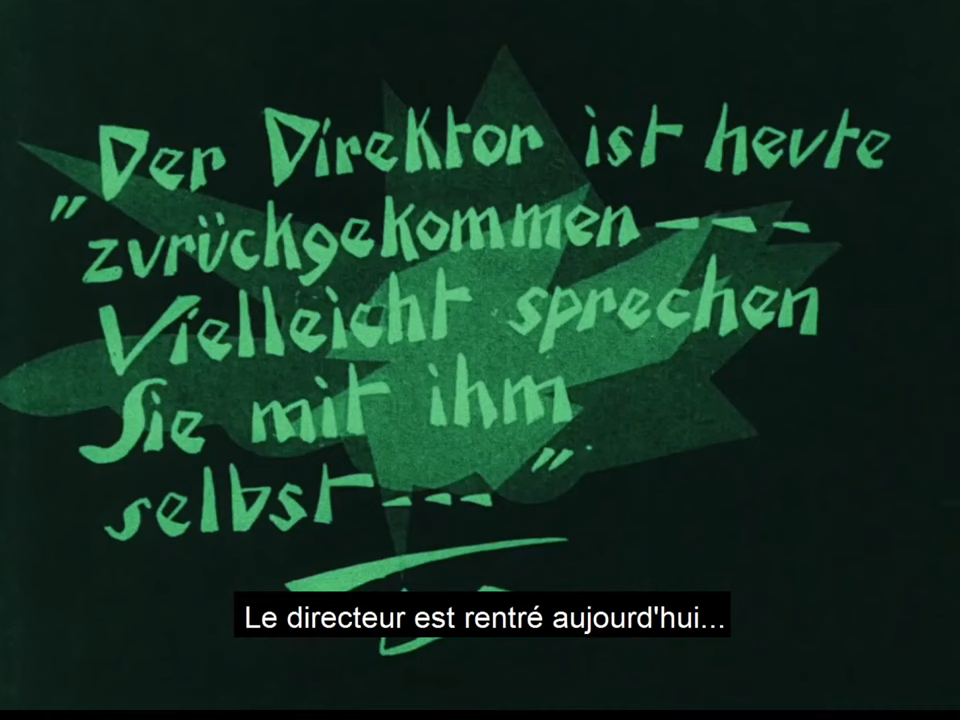 Der Direktor ist heute
"zurückgekommen ---
Vielleicht sprechen
Sie mit ihm
selbst---"
Le directeur est rentré aujourd'hui...